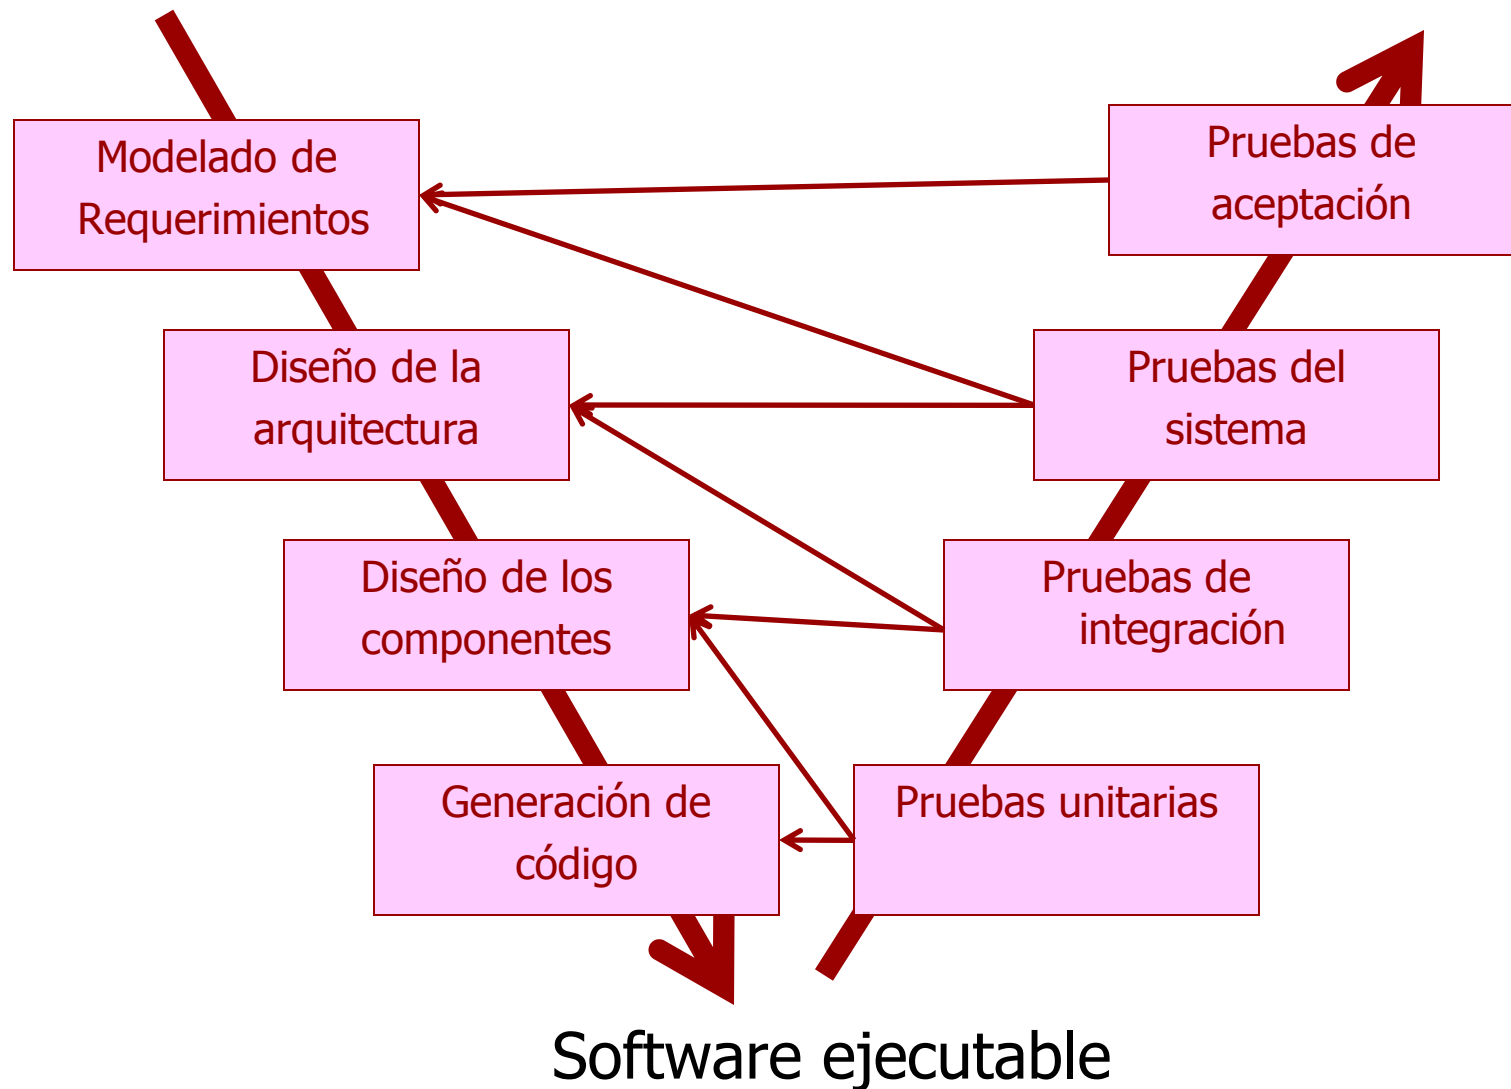 Modelado de
Requerimientos
Pruebas de
aceptación
Diseño de la
arquitectura
Pruebas del
sistema
Diseño de los
componentes
Pruebas de
integración
Generación de
código
Pruebas unitarias
Software ejecutable